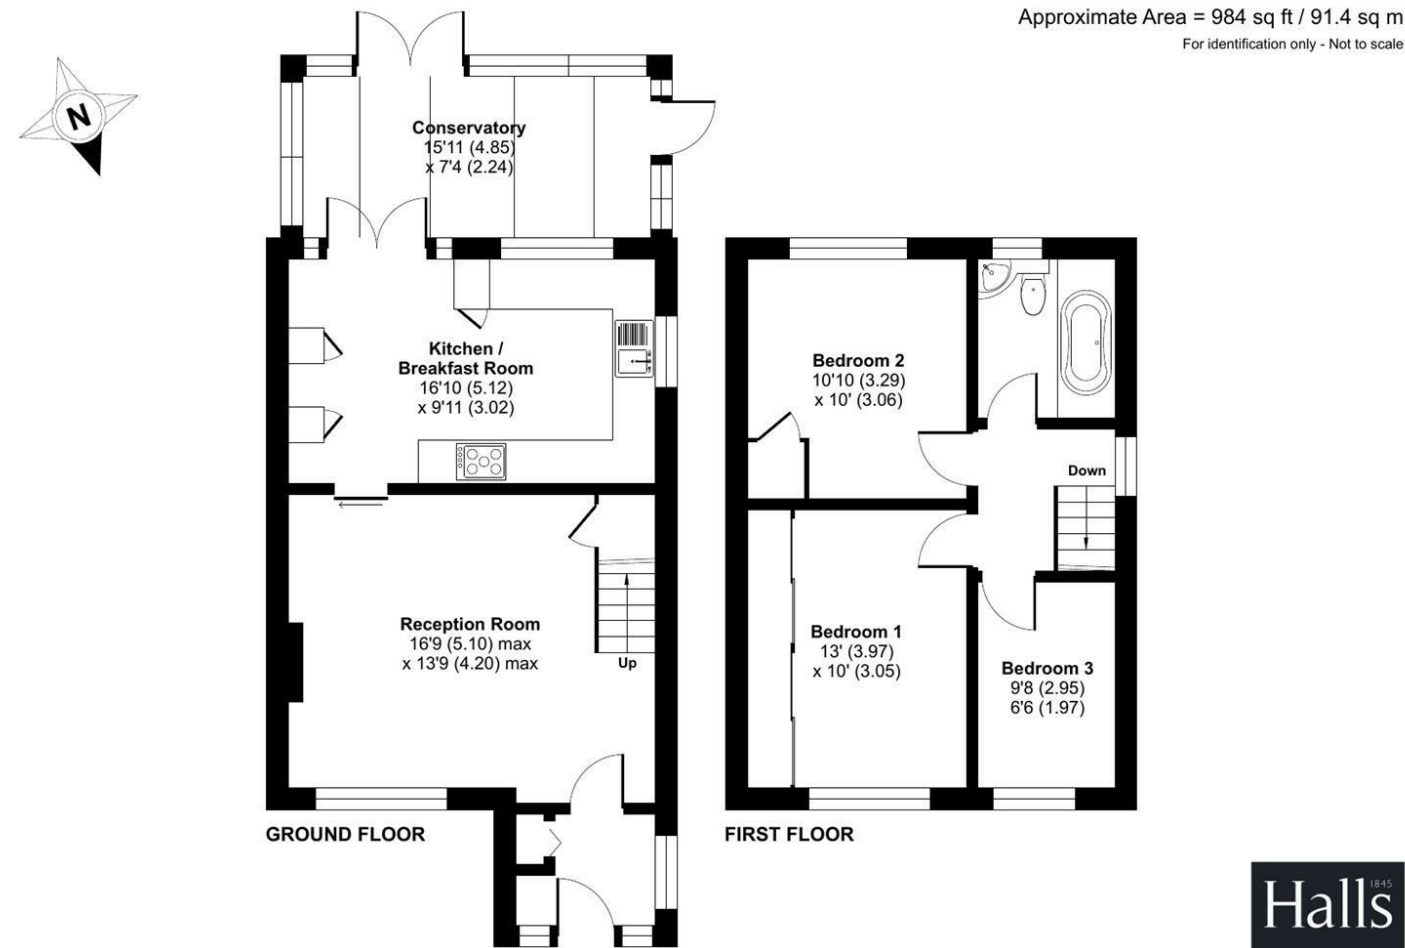 Approximate Area = 984 sq ft / 91.4 sq m
For identification only - Not to scale
N
Conservatory
15'11 (4.85)
x 7'4 (2.24)
Kitchen /
Breakfast Room
16'10 (5.12)
x 9'11 (3.02)
Bedroom 2
10'10 (3.29)
x 10' (3.06)
Down
Reception Room
16'9 (5.10) max
x 13'9 (4.20) max
Up
Bedroom 1
13' (3.97)
x 10' (3.05)
Bedroom 3
9'8 (2.95)
6'6 (1.97)
GROUND FLOOR
FIRST FLOOR
1845
Halls